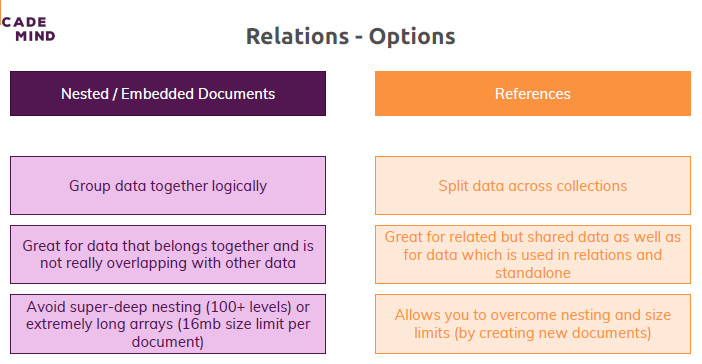 CADE
MIND
Relations - Options
Nested / Embedded Documents
References
Group data together logically
Split data across collections
Great for data that belongs together and is
not really overlapping with other data
Great for related but shared data as well as
for data which is used in relations and
standalone
Avoid super-deep nesting (100+ levels) or
extremely long arrays (16mb size limit per
document)
Allows you to overcome nesting and size
limits (by creating new documents)